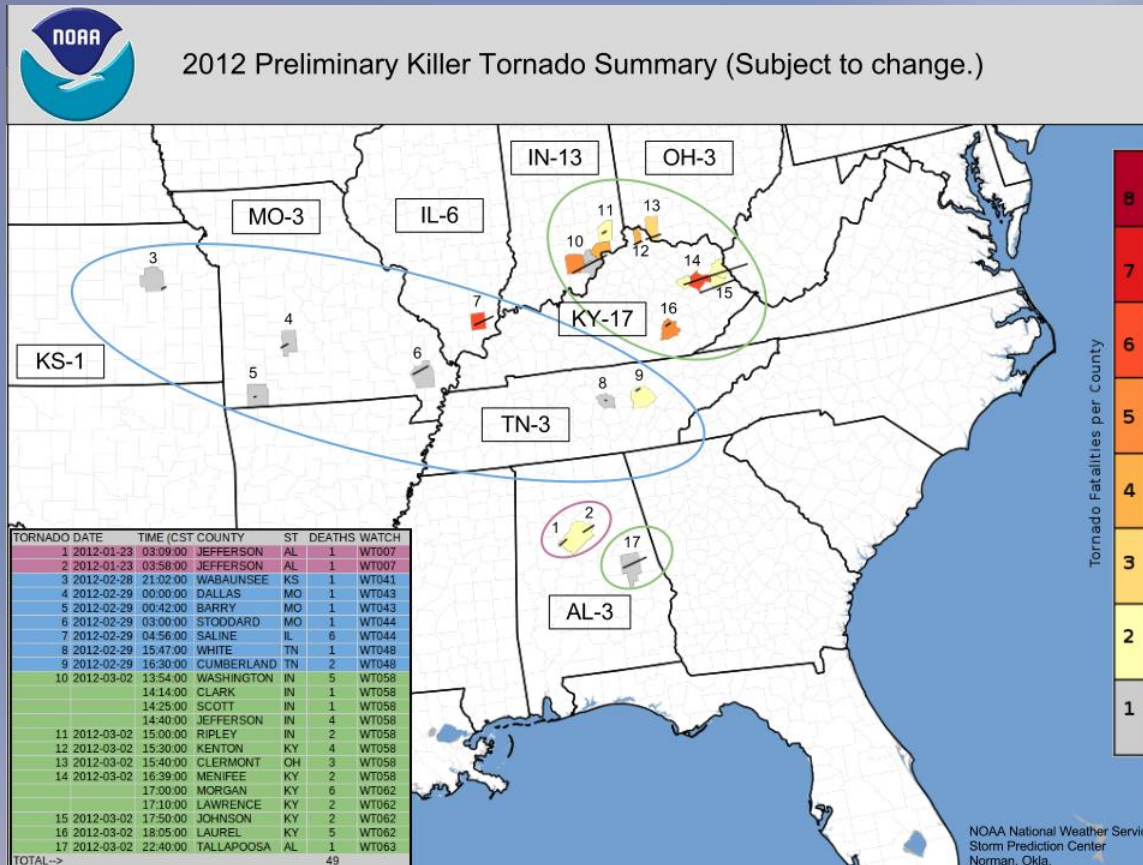 NOAA
2012 Preliminary Killer Tornado Summary (Subject to change.)
IN-13
OH-3
MO-3
IL-6
KS-1
KY-17
TN-3
AL-3
3
4
5
6
7
8
9
10
11
12
13
14
15
16
1
2
17
TORNADO DATE TIME (CST COUNTY ST DEATHS WATCH
1 2012-01-23 03:09:00 JEFFERSON AL 1 WT007
2 2012-01-23 03:58:00 JEFFERSON AL 1 WT007
3 2012-02-28 21:02:00 WABAUNSEE KS 1 WT041
4 2012-02-29 00:00:00 DALLAS MO 1 WT043
5 2012-02-29 00:42:00 BARRY MO 1 WT043
6 2012-02-29 03:00:00 STODDARD MO 1 WT044
7 2012-02-29 04:56:00 SALINE IL 6 WT044
8 2012-02-29 15:47:00 WHITE TN 1 WT048
9 2012-02-29 16:30:00 CUMBERLAND TN 2 WT048
10 2012-03-02 13:54:00 WASHINGTON IN 5 WT058
14:14:00 CLARK IN 1 WT058
14:25:00 SCOTT IN 1 WT058
14:40:00 JEFFERSON IN 4 WT058
11 2012-03-02 15:00:00 RIPLEY IN 2 WT058
12 2012-03-02 15:30:00 KENTON KY 4 WT058
13 2012-03-02 15:40:00 CLERMONT OH 3 WT058
14 2012-03-02 16:39:00 MENIFEE KY 2 WT058
17:00:00 MORGAN KY 6 WT062
17:10:00 LAWRENCE KY 2 WT062
15 2012-03-02 17:50:00 JOHNSON KY 2 WT062
16 2012-03-02 18:05:00 LAUREL KY 5 WT062
17 2012-03-02 22:40:00 TALLAPOOSA AL 1 WT063
TOTAL--> 49
Tornado Fatalities per County
8
7
6
5
4
3
2
1
NOAA National Weather Servic
Storm Prediction Center
Norman, Okla.